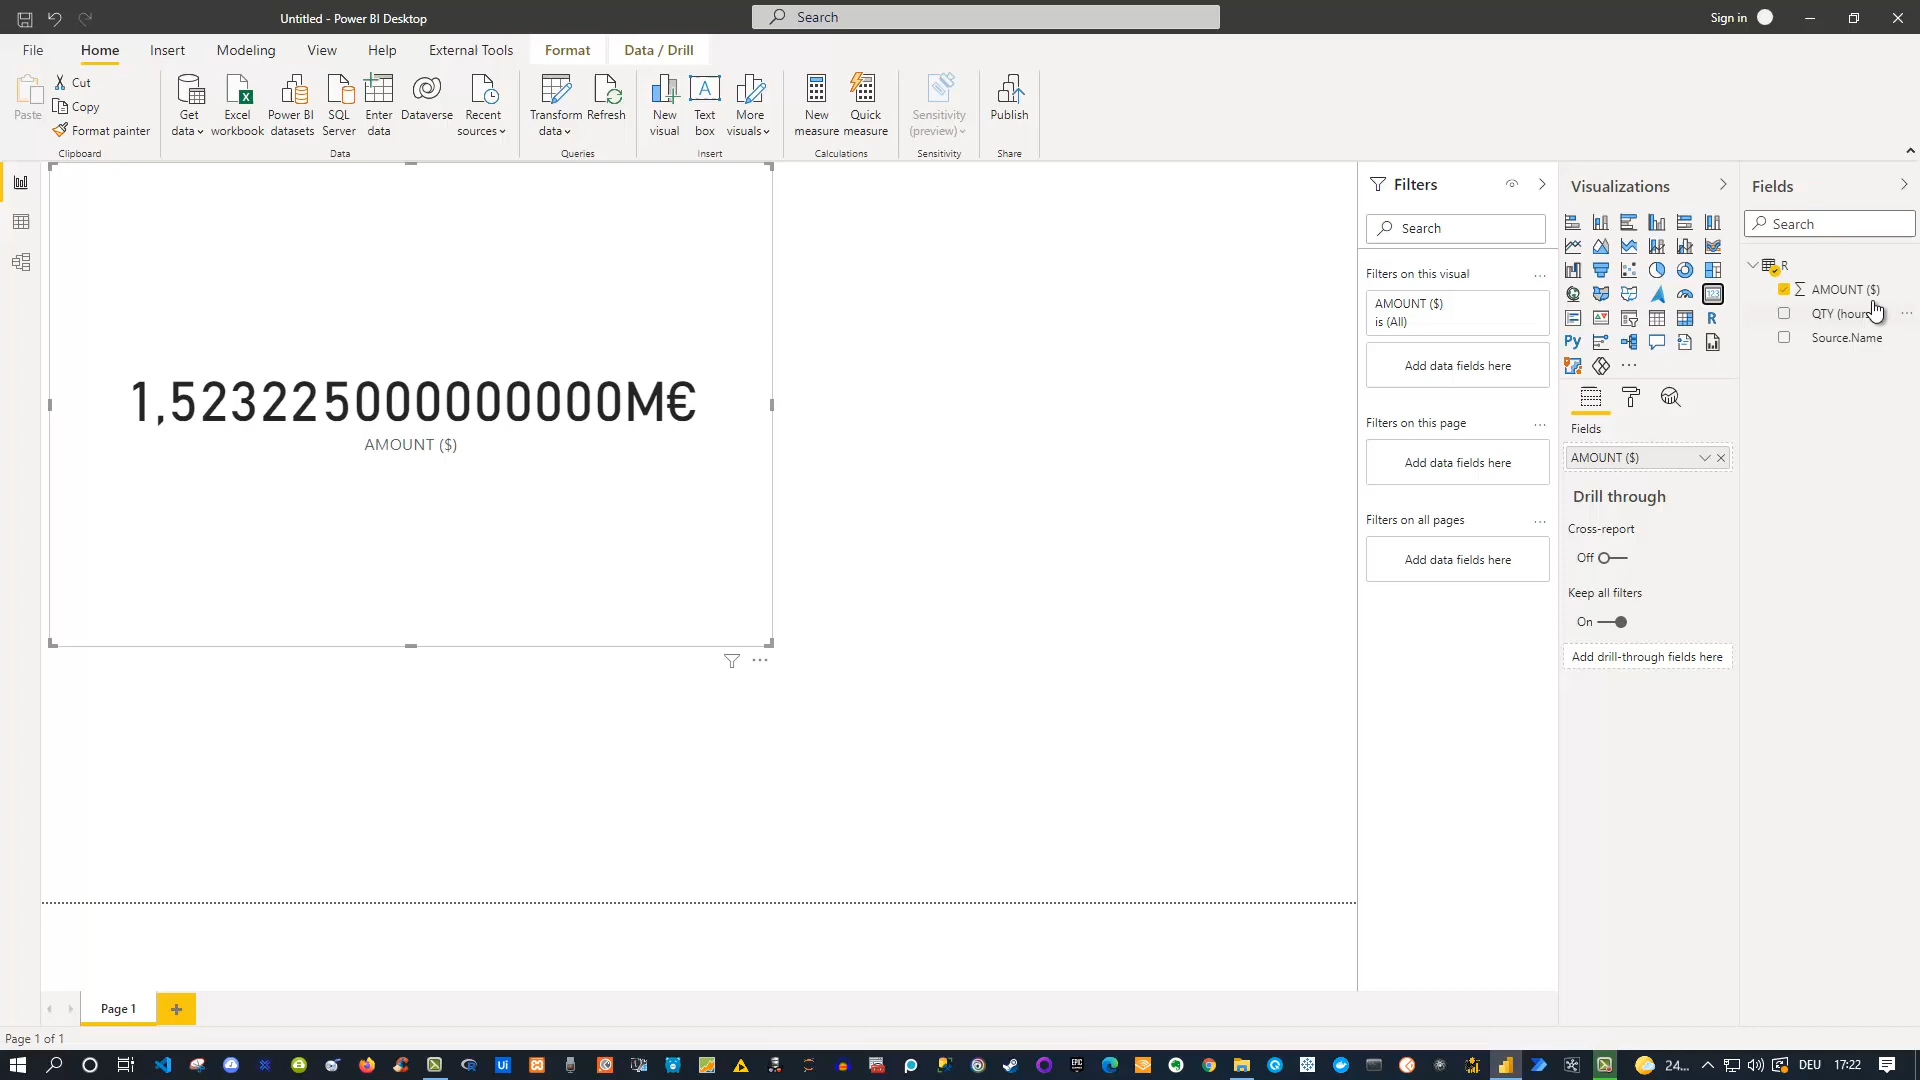 Untitled - Power BI Desktop
Search
Sign in
File
Home
Insert
Modeling
View
Help
External Tools
Format
Data / Drill
Paste
Cut
Copy
Format painter
Clipboard
Get data
Excel workbook
Power BI datasets
SQL Server
Enter data
Dataverse
Recent sources
Data
Transform data
Refresh
Queries
New visual
Text box
More visuals
Insert
New measure
Quick measure
Calculations
Sensitivity (preview)
Sensitivity
Publish
Share
1,5232250000000000M€
AMOUNT ($)
Filters
Search
Filters on this visual
AMOUNT ($)
is (All)
Add data fields here
Filters on this page
Add data fields here
Filters on all pages
Add data fields here
Visualizations
Fields
AMOUNT ($)
Drill through
Cross-report
Off
Keep all filters
On
Add drill-through fields here
Fields
Search
R
AMOUNT ($)
QTY (hours
Source.Name
Page 1
Page 1 of 1
24...
DEU
17:22